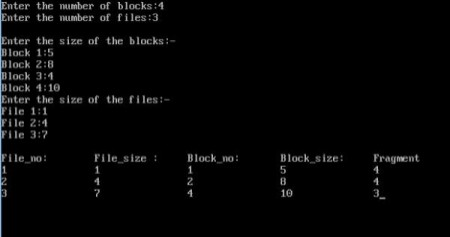 Enter the number of blocks:4
Enter the number of files:3
Enter the size of the blocks:-
Block 1:5
Block 2:8
Block 3:4
Block 4:10
Enter the size of the files:-
File 1:1
File 2:4
File 3:7
File_no: File_size : Block_no: Block_size: Fragment
1 1 1 5 4
2 4 2 8 4
3 7 4 10 3_